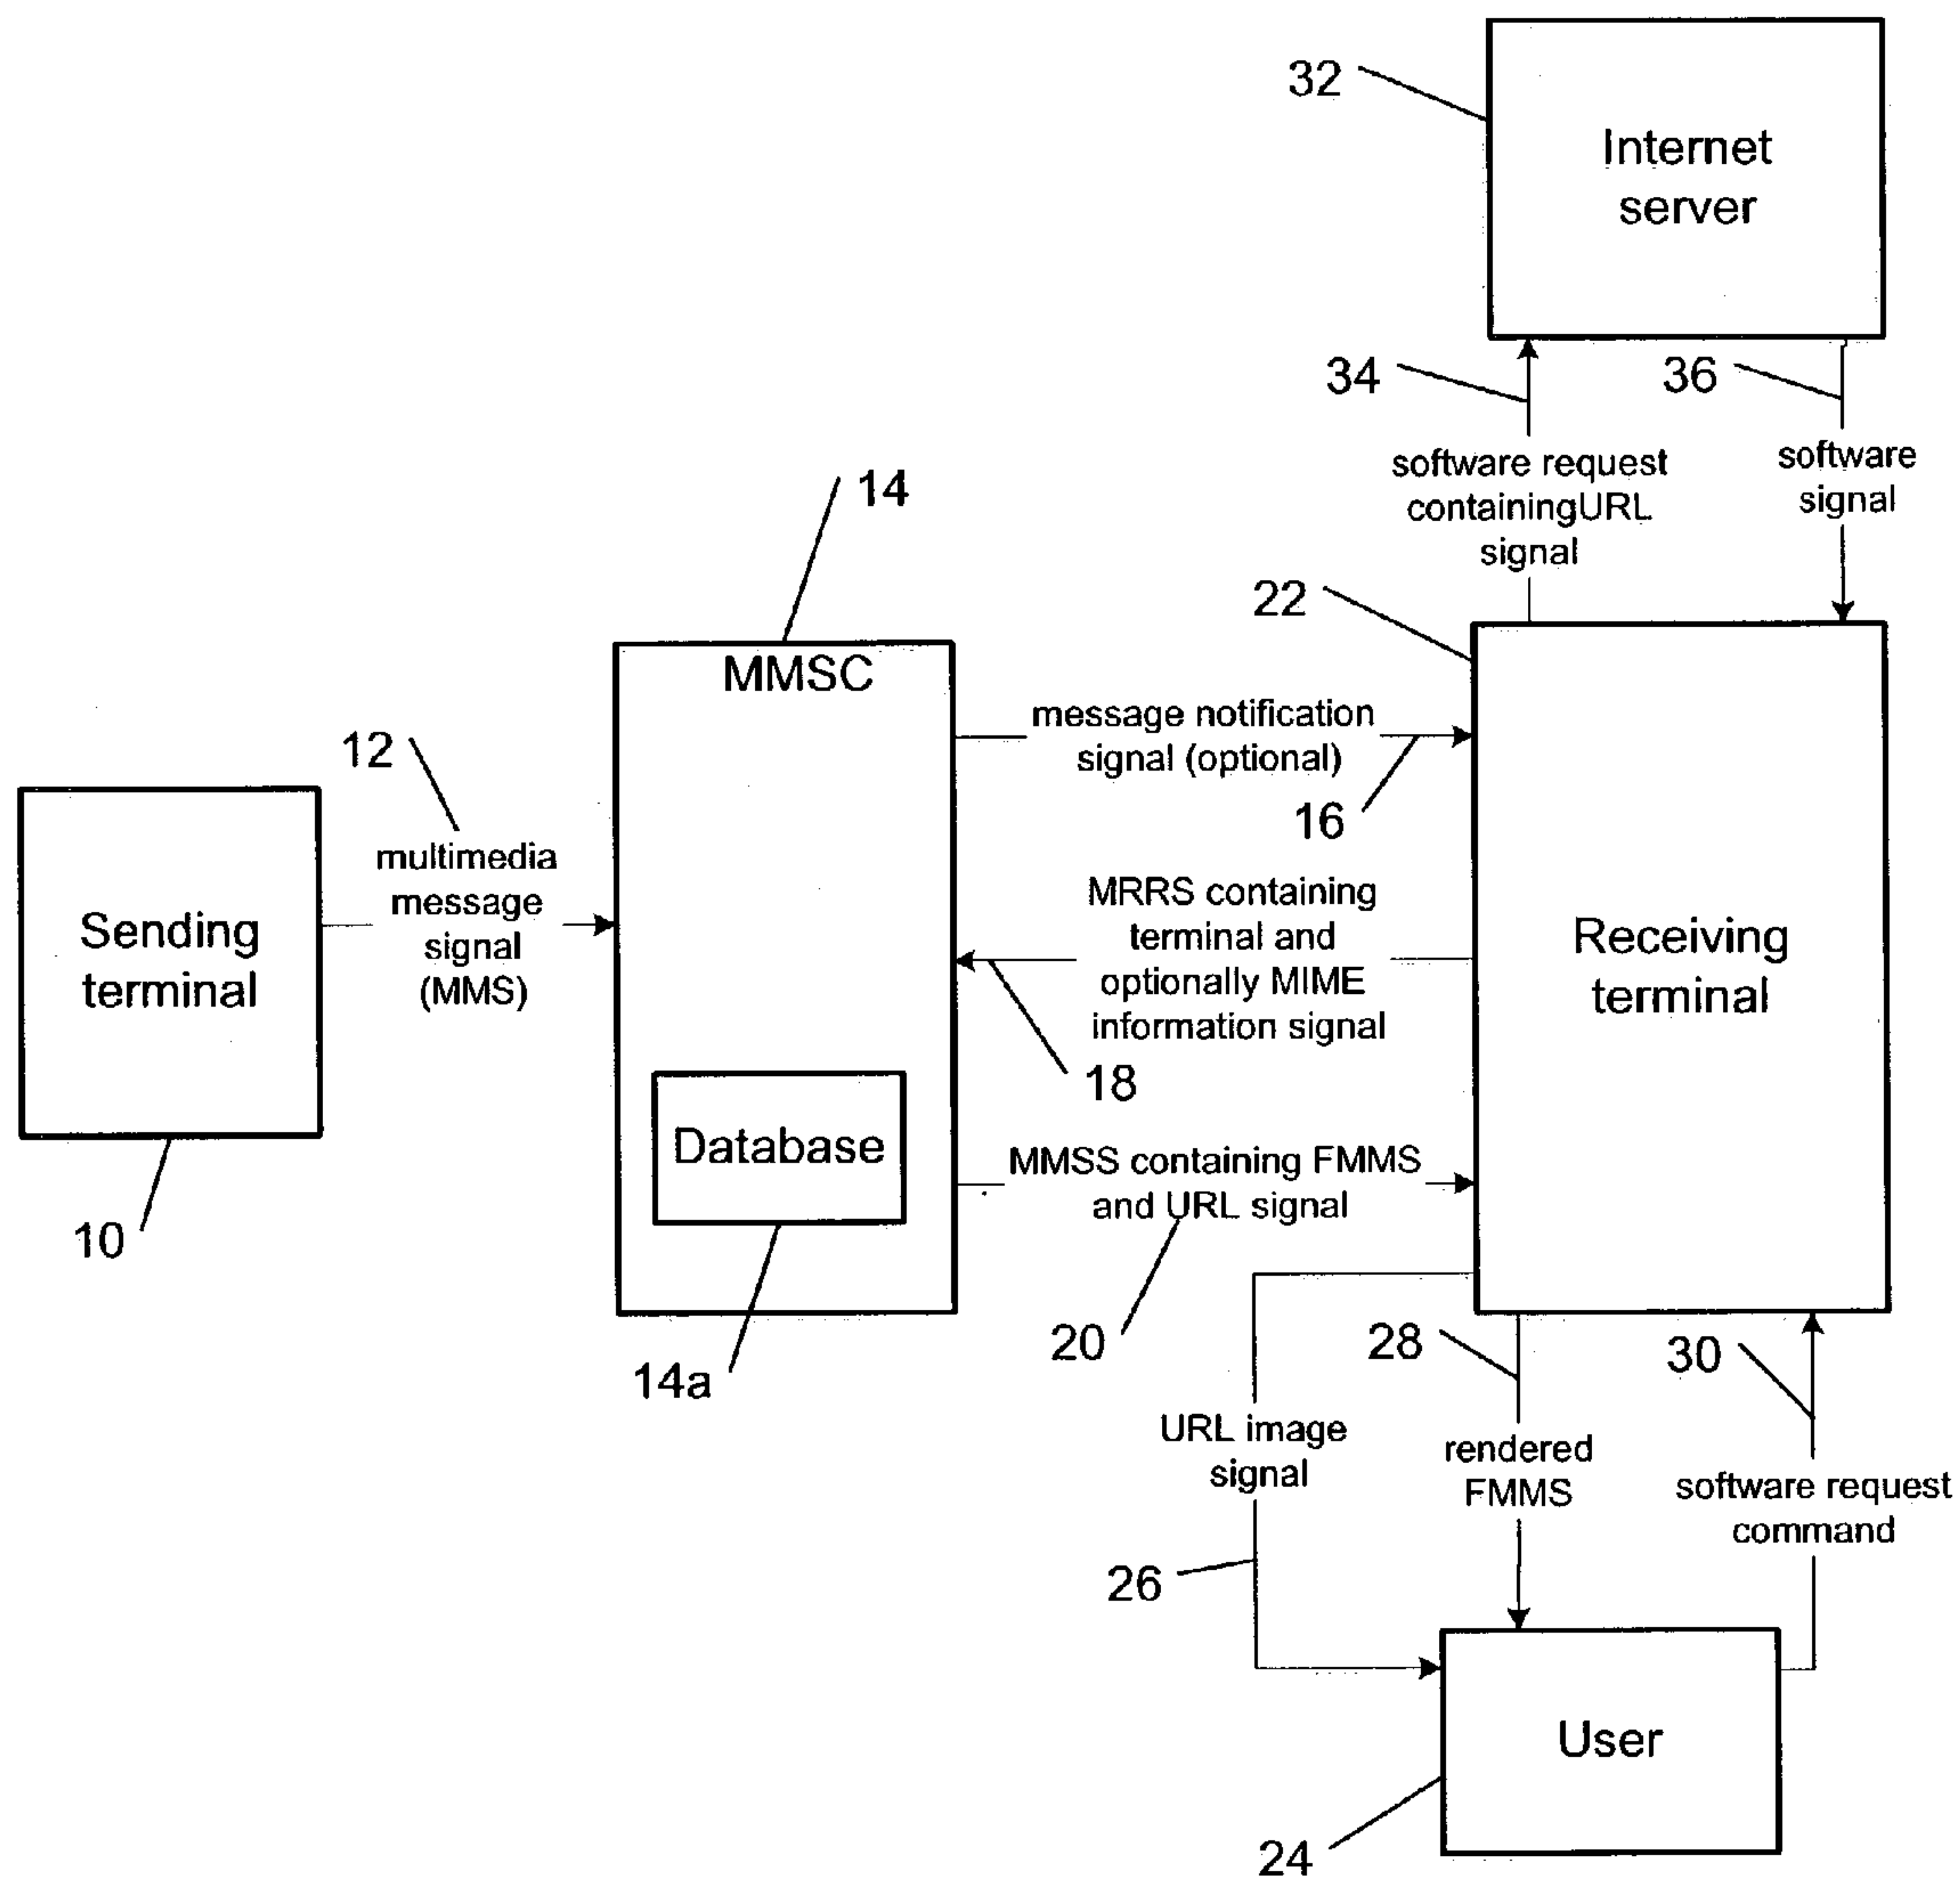 32
Internet
server
34
36
software request
containingURL
signal
software
signal
14
22
MMSC
message notification
signal (optional)
16
12
multimedia
message
signal
(MMS)
Sending
terminal
10
MRRS containing
terminal and
optionally MIME
information signal
18
Receiving
terminal
Database
14a
MMSS containing FMMS
and URL signal
20
28
30
URL image
signal
rendered
FMMS
software request
command
26
User
24